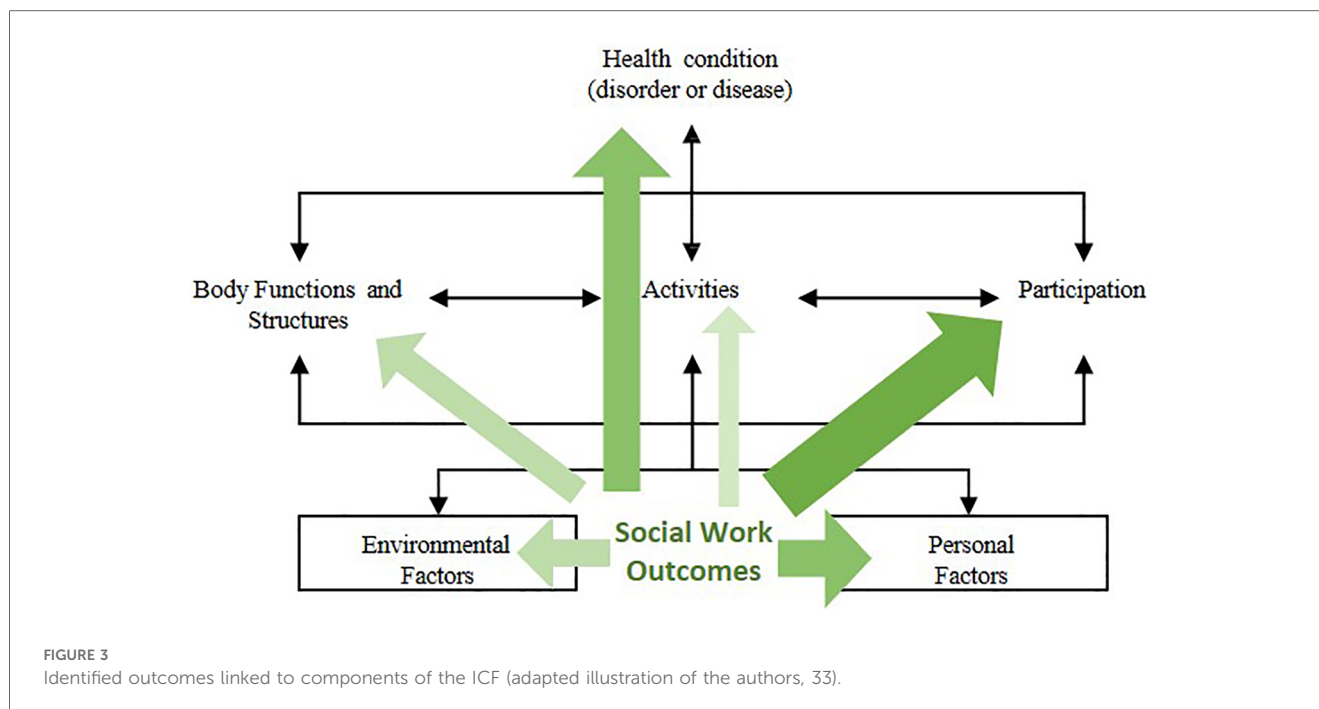 Health condition
(disorder or disease)
Body Functions and
Structures
Activities
Participation
Environmental
Factors
Social Work
Outcomes
Personal
Factors
FIGURE 3
Identified outcomes linked to components of the ICF (adapted illustration of the authors, 33).